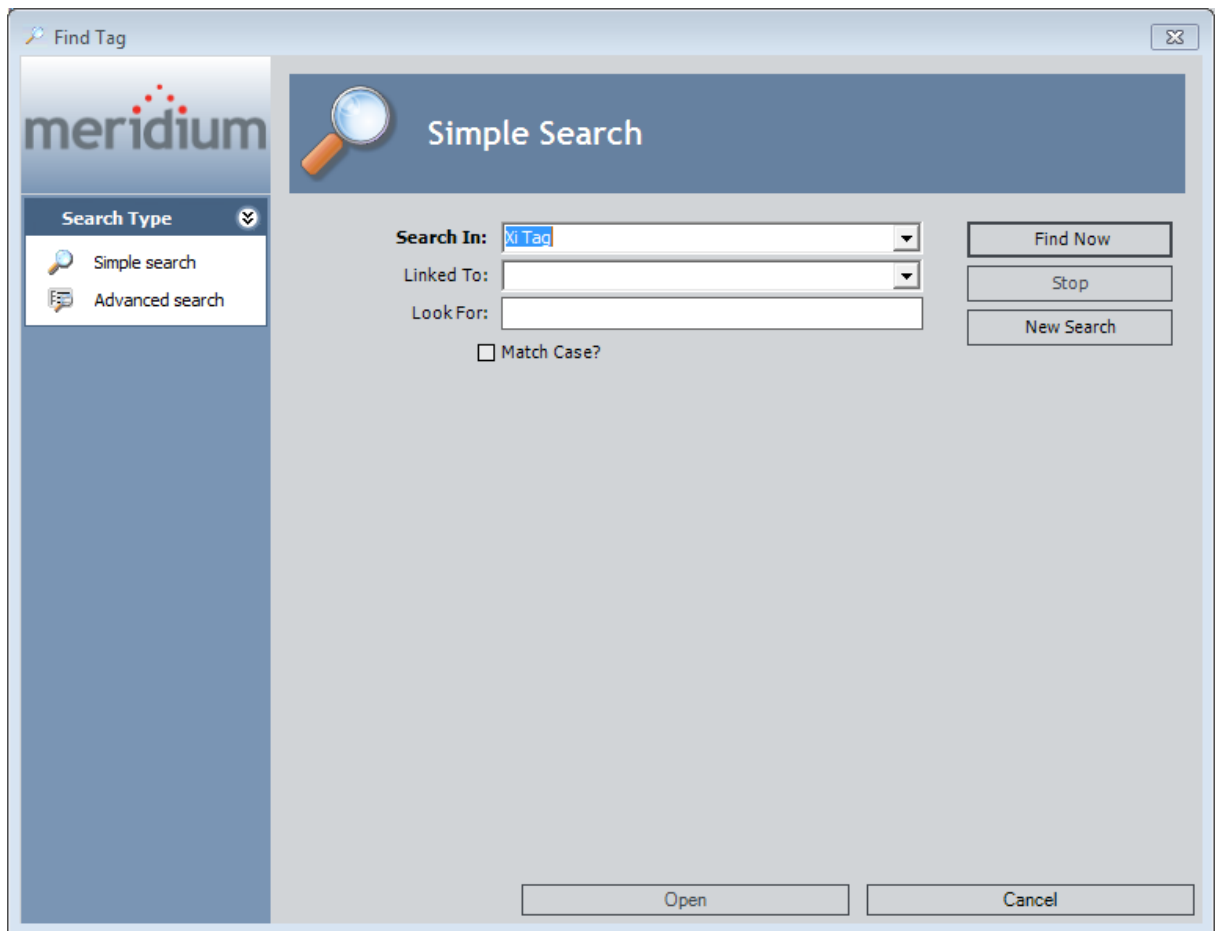 Find Tag
meridium
Simple Search
Search Type
Simple search
Advanced search
Search In: Xi Tag
Linked To:
Look For:
Match Case?
Find Now
Stop
New Search
Open Cancel